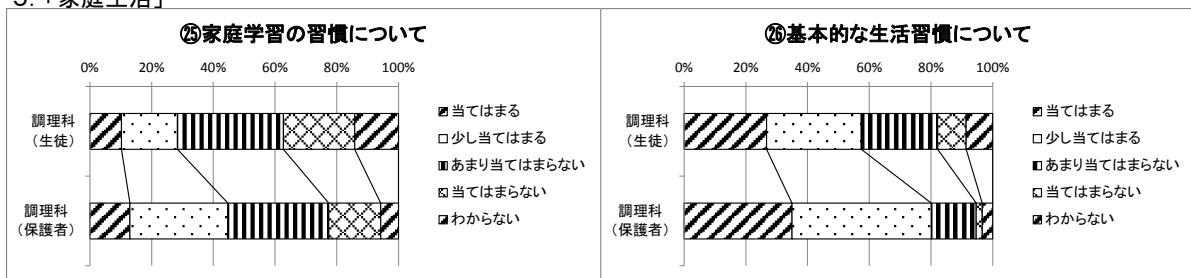 5.「家庭生活」
㉕家庭学習の習慣について
0% 20% 40% 60% 80% 100%
調理科
(生徒)
調理科
(保護者)
当てはまる
少し当てはまる
あまり当てはまらない
当てはまらない
わからない
㉖基本的な生活習慣について
0% 20% 40% 60% 80% 100%
調理科
(生徒)
調理科
(保護者)
当てはまる
少し当てはまる
あまり当てはまらない
当てはまらない
わからない